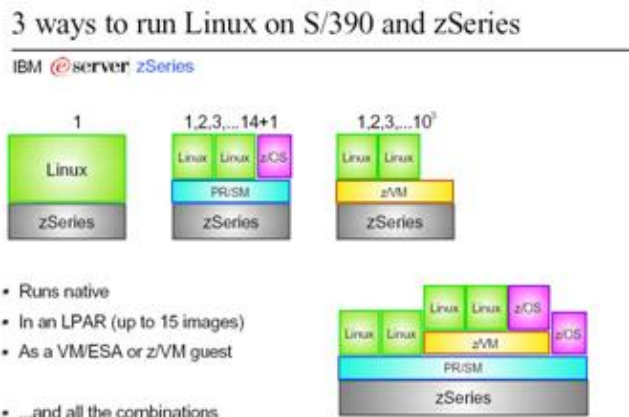 3 ways to run Linux on S/390 and zSeries
IBM @server zSeries
1
Linux
zSeries
1,2,3,...14+1
Linux Linux z/OS
PR/SM
zSeries
1,2,3,...10³
Linux Linux
z/VM
zSeries
• Runs native
• In an LPAR (up to 15 images)
• As a VM/ESA or z/VM guest
• ...and all the combinations
Linux Linux z/OS
Linux Linux z/VM z/OS
PR/SM
zSeries